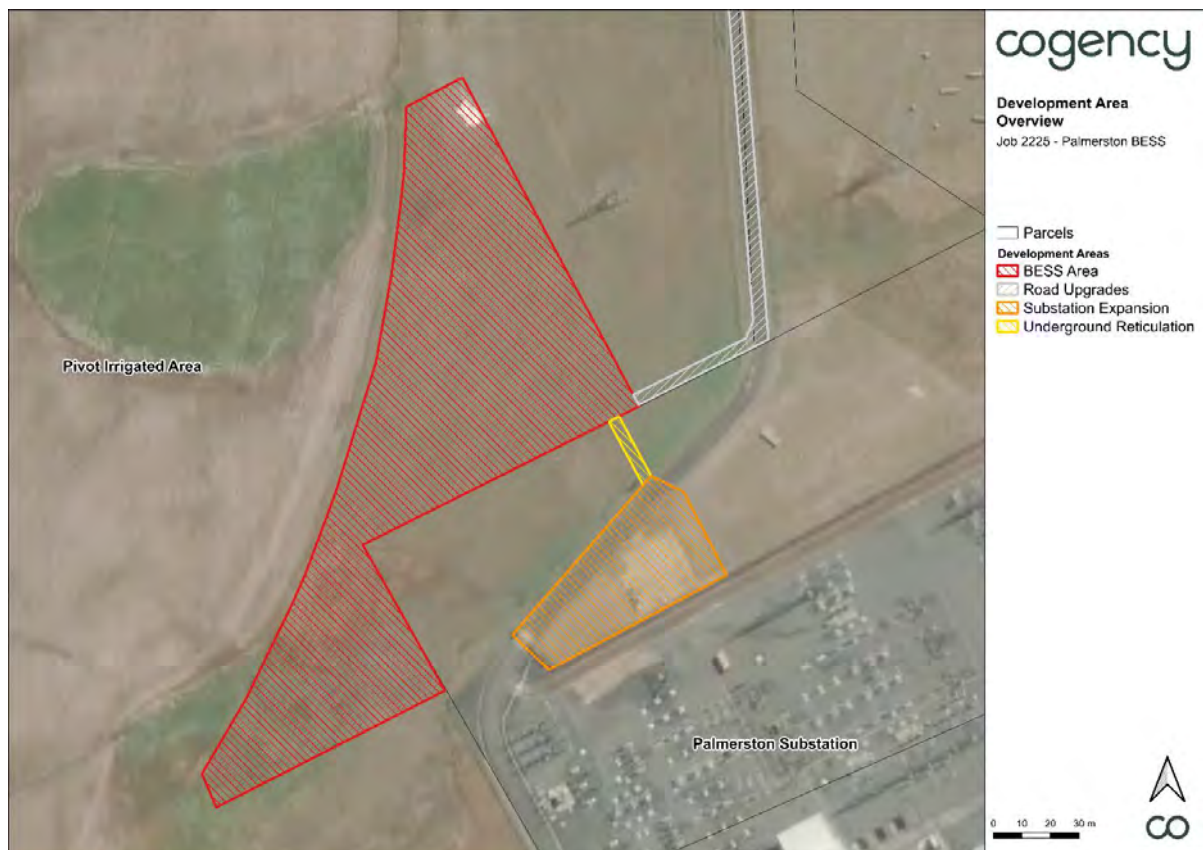 cogency
Development Area
Overview
Job 2225 - Palmerston BESS
Parcels
Development Areas
BESS Area
Road Upgrades
Substation Expansion
Underground Reticulation
Pivot Irrigated Area
Palmerston Substation
0 10 20 30 m
co